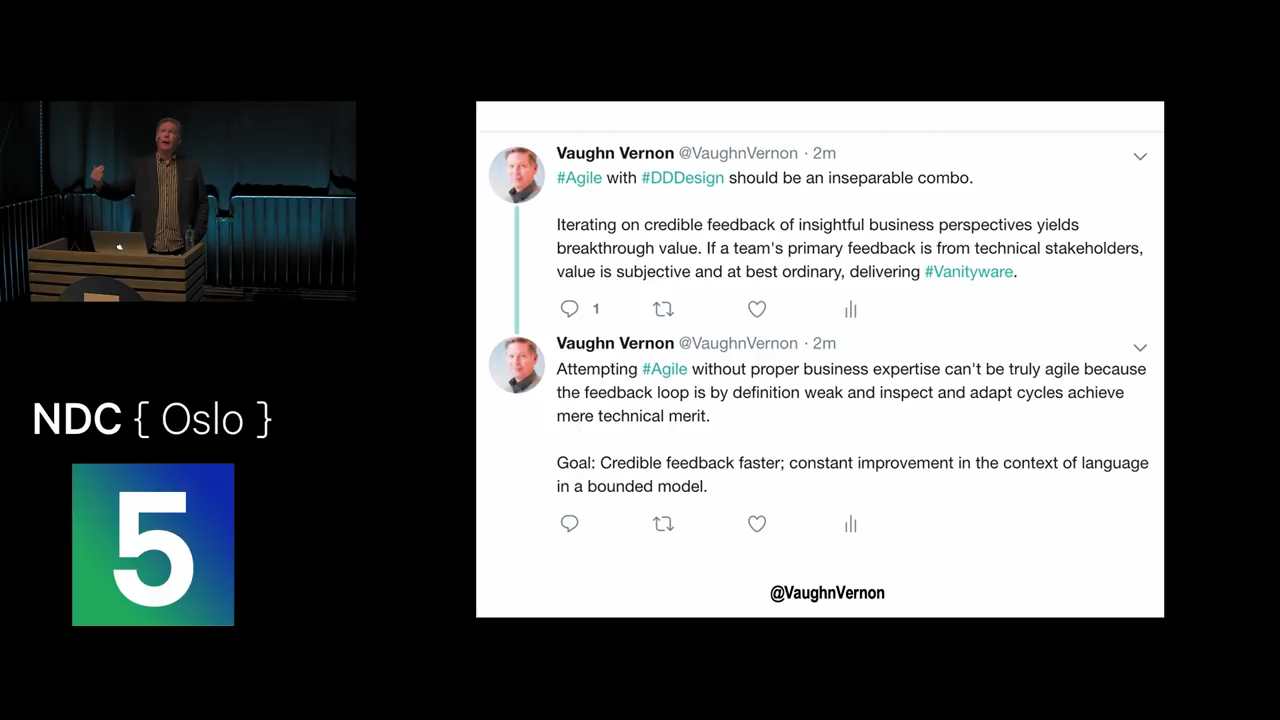 Vaughn Vernon @VaughnVernon · 2m
#Agile with #DDDesign should be an inseparable combo.
Iterating on credible feedback of insightful business perspectives yields
breakthrough value. If a team's primary feedback is from technical stakeholders,
value is subjective and at best ordinary, delivering #Vanityware.
1
Vaughn Vernon @VaughnVernon · 2m
Attempting #Agile without proper business expertise can't be truly agile because
the feedback loop is by definition weak and inspect and adapt cycles achieve
mere technical merit.
Goal: Credible feedback faster; constant improvement in the context of language
in a bounded model.
@VaughnVernon
NDC { Oslo }
5